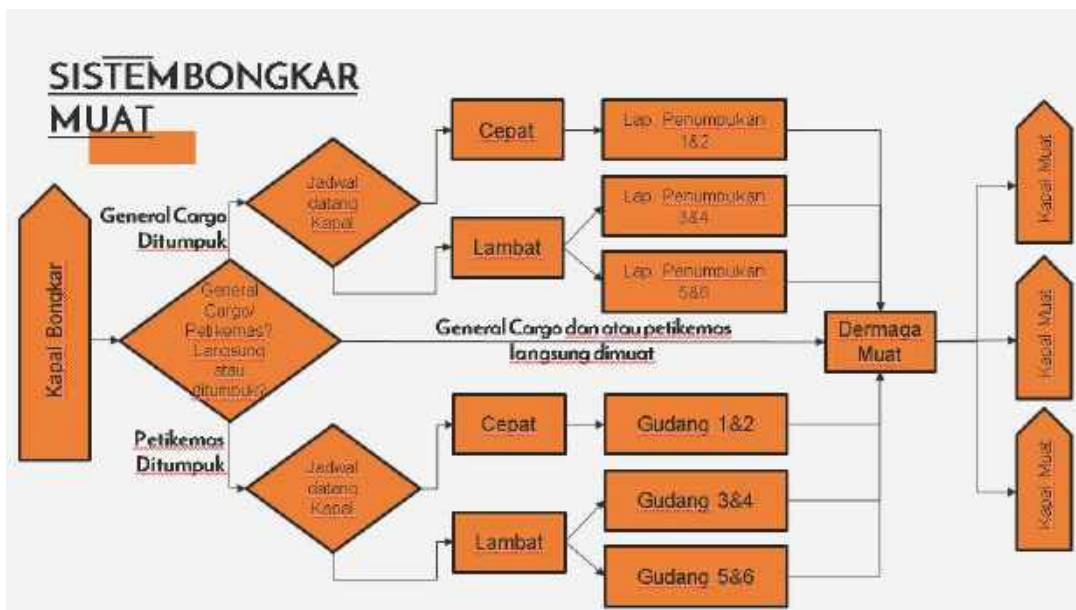 SISTEM BONGKAR
MUAT
Kapal Bongkar
General Cargo
Ditumpuk
General
Cargo/
Petikemas?
Langsung
atau
ditumpuk?
Petikemas
Ditumpuk
Jadwal
datang
Kapal
Cepat
Lambat
Lap. Penumpukan
1&2
Lap. Penumpukan
3&4
Lap. Penumpukan
5&6
General Cargo dan atau petikemas
langsung dimuat
Jadwal
datang
Kapal
Cepat
Lambat
Gudang 1&2
Gudang 3&4
Gudang 5&6
Dermaga
Muat
Kapal Muat
Kapal Muat
Kapal Muat